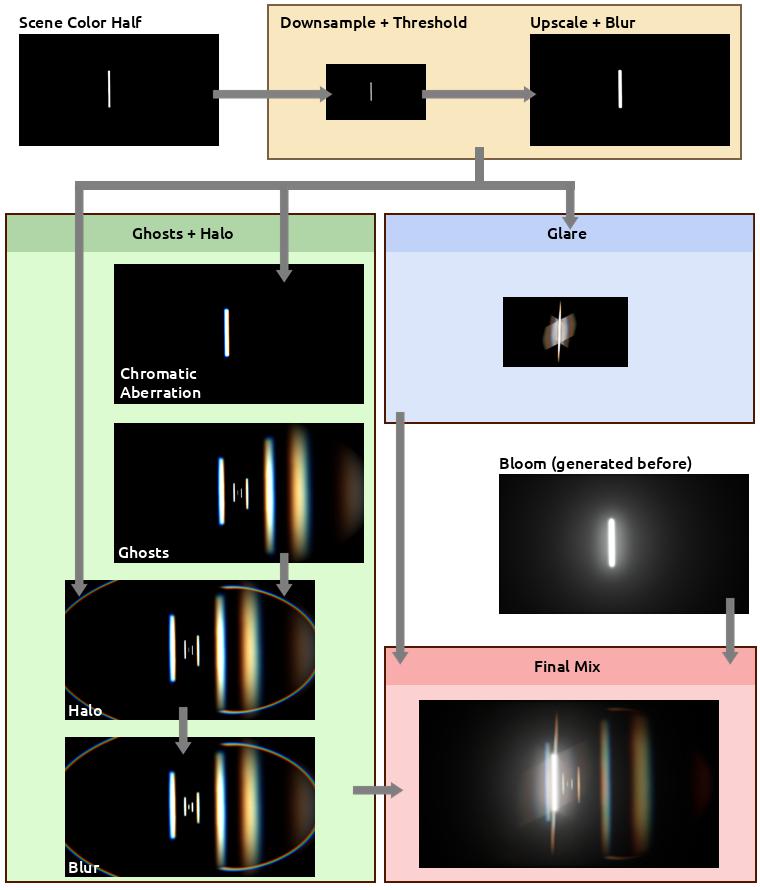 Scene Color Half
Downsample + Threshold
Upscale + Blur
Ghosts + Halo
Glare
Chromatic
Aberration
Ghosts
Bloom (generated before)
Halo
Final Mix
Blur